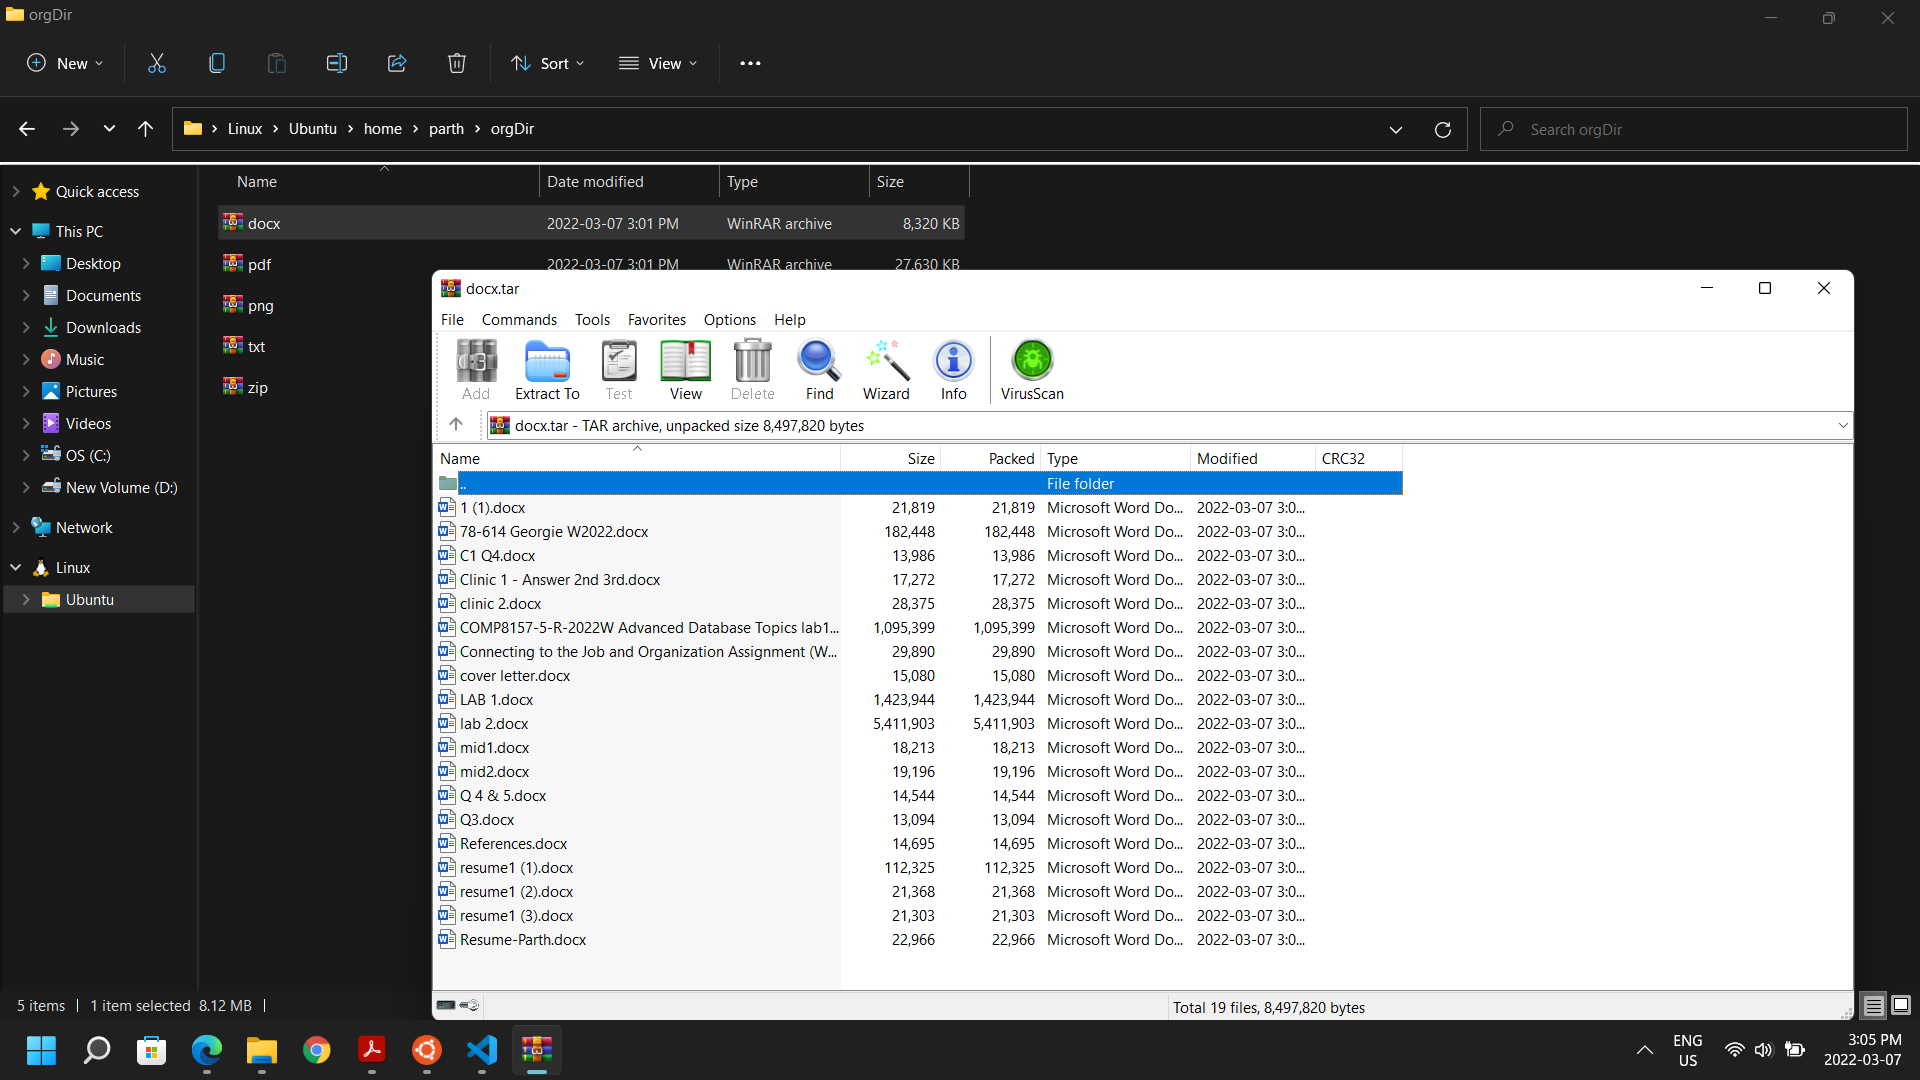 orgDir
New
Sort
View
Linux
Ubuntu
home
parth
orgDir
Search orgDir
Name
Date modified
Type
Size
Quick access
This PC
Desktop
Documents
Downloads
Music
Pictures
Videos
OS (C:)
New Volume (D:)
Network
Linux
Ubuntu
docx 2022-03-07 3:01 PM WinRAR archive 8,320 KB
pdf 2022-03-07 3:01 PM WinRAR archive 27,630 KB
png
txt
zip
docx.tar
File Commands Tools Favorites Options Help
Add Extract To Test View Delete Find Wizard Info VirusScan
docx.tar - TAR archive, unpacked size 8,497,820 bytes
Name Size Packed Type Modified CRC32
.. File folder
1 (1).docx 21,819 21,819 Microsoft Word Do... 2022-03-07 3:0...
78-614 Georgie W2022.docx 182,448 182,448 Microsoft Word Do... 2022-03-07 3:0...
C1 Q4.docx 13,986 13,986 Microsoft Word Do... 2022-03-07 3:0...
Clinic 1 - Answer 2nd 3rd.docx 17,272 17,272 Microsoft Word Do... 2022-03-07 3:0...
clinic 2.docx 28,375 28,375 Microsoft Word Do... 2022-03-07 3:0...
COMP8157-5-R-2022W Advanced Database Topics lab1... 1,095,399 1,095,399 Microsoft Word Do... 2022-03-07 3:0...
Connecting to the Job and Organization Assignment (W... 29,890 29,890 Microsoft Word Do... 2022-03-07 3:0...
cover letter.docx 15,080 15,080 Microsoft Word Do... 2022-03-07 3:0...
LAB 1.docx 1,423,944 1,423,944 Microsoft Word Do... 2022-03-07 3:0...
lab 2.docx 5,411,903 5,411,903 Microsoft Word Do... 2022-03-07 3:0...
mid1.docx 18,213 18,213 Microsoft Word Do... 2022-03-07 3:0...
mid2.docx 19,196 19,196 Microsoft Word Do... 2022-03-07 3:0...
Q 4 & 5.docx 14,544 14,544 Microsoft Word Do... 2022-03-07 3:0...
Q3.docx 13,094 13,094 Microsoft Word Do... 2022-03-07 3:0...
References.docx 14,695 14,695 Microsoft Word Do... 2022-03-07 3:0...
resume1 (1).docx 112,325 112,325 Microsoft Word Do... 2022-03-07 3:0...
resume1 (2).docx 21,368 21,368 Microsoft Word Do... 2022-03-07 3:0...
resume1 (3).docx 21,303 21,303 Microsoft Word Do... 2022-03-07 3:0...
Resume-Parth.docx 22,966 22,966 Microsoft Word Do... 2022-03-07 3:0...
Total 19 files, 8,497,820 bytes
5 items
1 item selected 8.12 MB
ENG
US
3:05 PM
2022-03-07